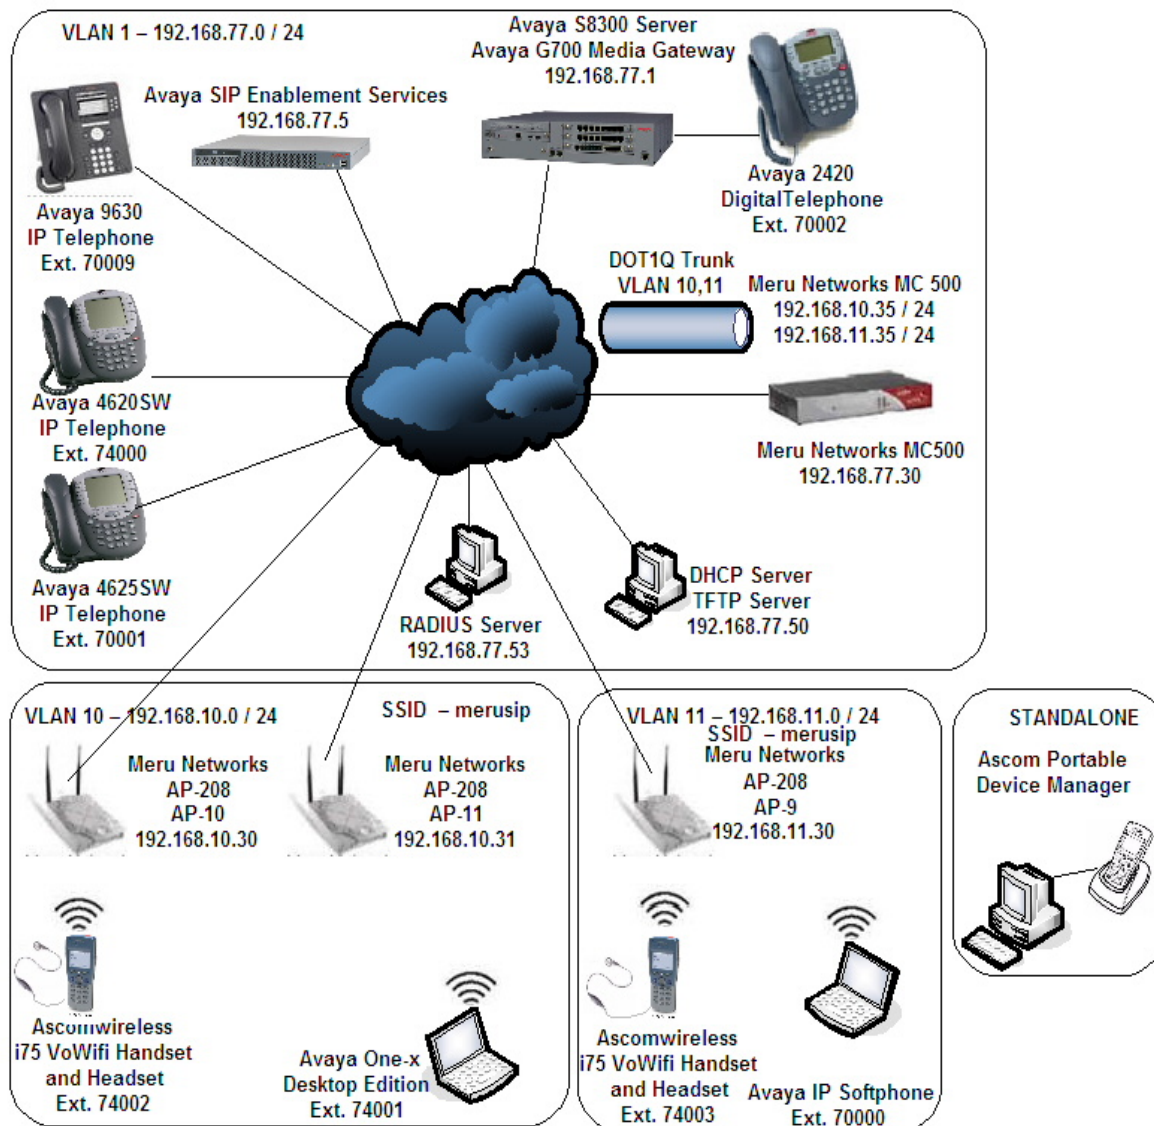 VLAN 1 – 192.168.77.0 / 24
Avaya S8300 Server
Avaya G700 Media Gateway
192.168.77.1
Avaya SIP Enablement Services
192.168.77.5
Avaya 9630
IP Telephone
Ext. 70009
Avaya 2420
DigitalTelephone
Ext. 70002
DOT1Q Trunk
VLAN 10,11
Meru Networks MC 500
192.168.10.35 / 24
192.168.11.35 / 24
Avaya 4620SW
IP Telephone
Ext. 74000
Meru Networks MC500
192.168.77.30
Avaya 4625SW
IP Telephone
Ext. 70001
RADIUS Server
192.168.77.53
DHCP Server
TFTP Server
192.168.77.50
VLAN 10 – 192.168.10.0 / 24
SSID – merusip
Meru Networks
AP-208
AP-10
192.168.10.30
Meru Networks
AP-208
AP-11
192.168.10.31
Ascomwireless
i75 VoWifi Handset
and Headset
Ext. 74002
Avaya One-x
Desktop Edition
Ext. 74001
VLAN 11 – 192.168.11.0 / 24
SSID – merusip
Meru Networks
AP-208
AP-9
192.168.11.30
Ascomwireless
i75 VoWifi Handset
and Headset
Ext. 74003
Avaya IP Softphone
Ext. 70000
STANDALONE
Ascom Portable
Device Manager